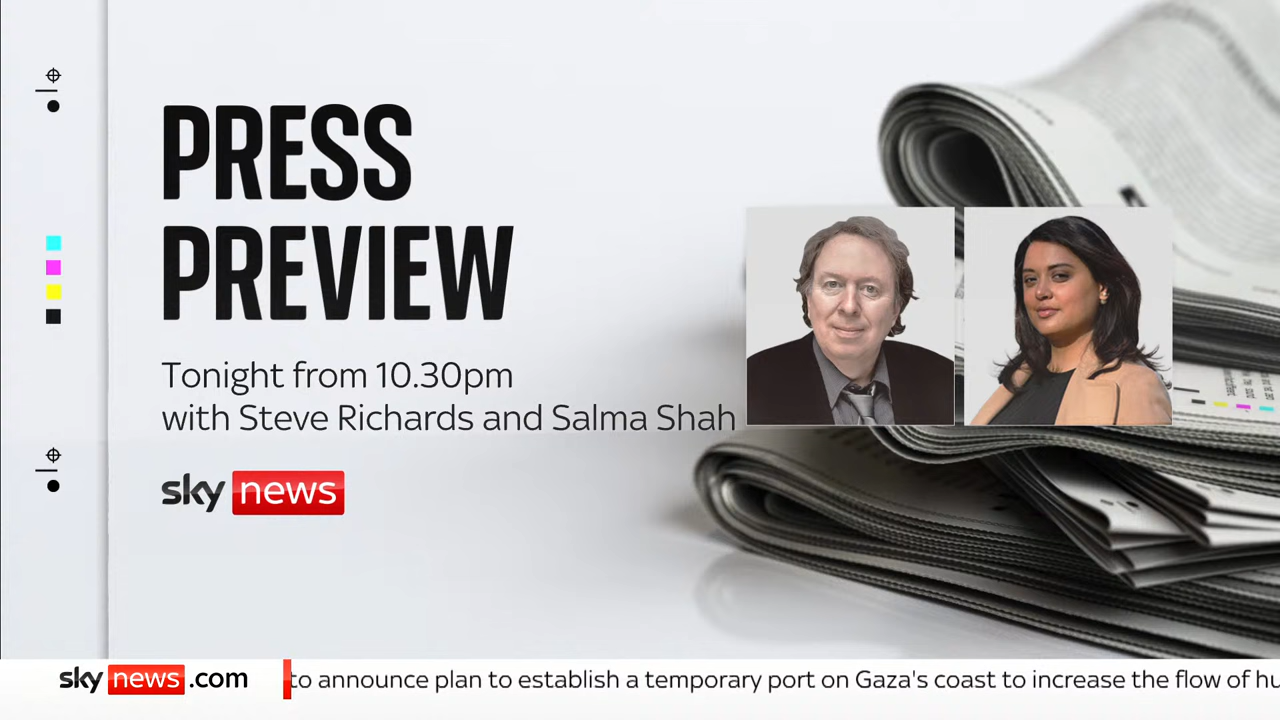 PRESS
PREVIEW
Tonight from 10.30pm
with Steve Richards and Salma Shah
sky news
sky news.com
to announce plan to establish a temporary port on Gaza's coast to increase the flow of hu